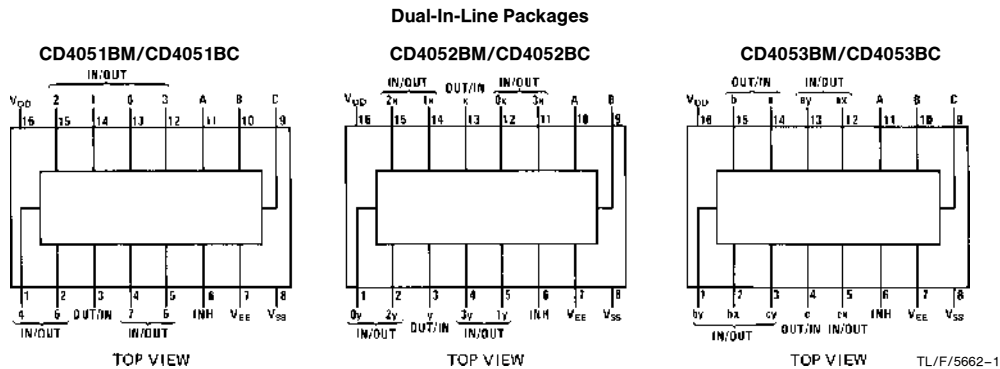 Dual-In-Line Packages
CD4051BM/CD4051BC
IN/OUT
VDD 2 1 0 3 A B C
16 15 14 13 12 11 10 9
1 2 3 4 5 6 7 8
4 6 OUT/IN 7 5 INH VEE VSS
IN/OUT IN/OUT
TOP VIEW
CD4052BM/CD4052BC
IN/OUT OUT/IN IN/OUT
VDD 2x 1x x 0x 3x A B
16 15 14 13 12 11 10 9
1 2 3 4 5 6 7 8
0y 2y y 3y 1y INH VEE VSS
IN/OUT OUT/IN IN/OUT
TOP VIEW
CD4053BM/CD4053BC
OUT/IN IN/OUT
VDD b a ay ax A B C
16 15 14 13 12 11 10 9
1 2 3 4 5 6 7 8
by bx cy c cx INH VEE VSS
IN/OUT OUT/IN IN/OUT
TOP VIEW
TL/F/5662–1